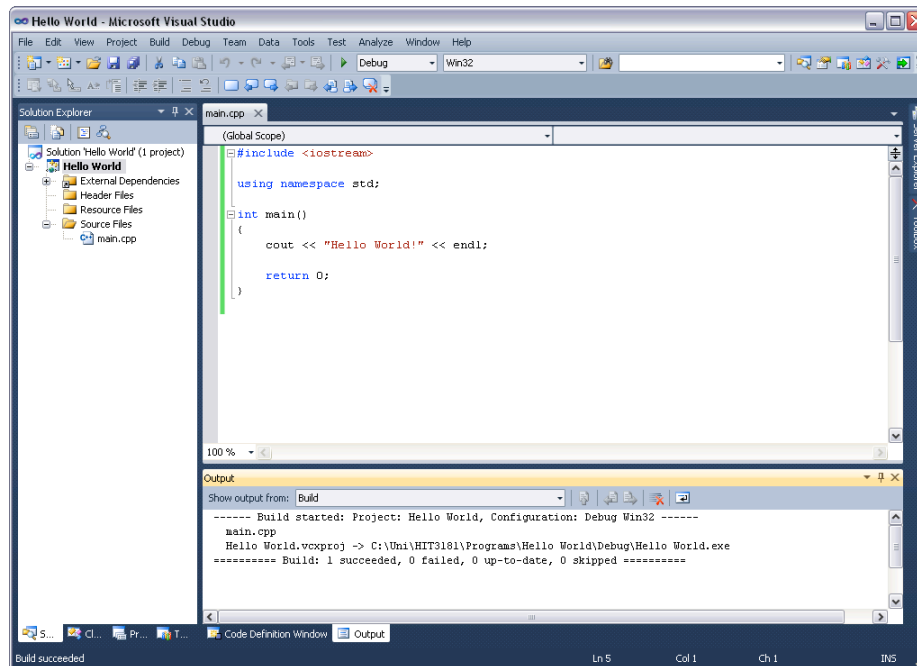 Hello World - Microsoft Visual Studio
File Edit View Project Build Debug Team Data Tools Test Analyze Window Help
Debug Win32
Solution Explorer
main.cpp
(Global Scope)
Solution 'Hello World' (1 project)
Hello World
External Dependencies
Header Files
Resource Files
Source Files
main.cpp
#include <iostream>
using namespace std;
int main()
{
cout << "Hello World!" << endl;
return 0;
}
100 %
Server Explorer
Toolbox
Output
Show output from: Build
------ Build started: Project: Hello World, Configuration: Debug Win32 ------
main.cpp
Hello World.vcxproj -> C:\Uni\HIT3181\Programs\Hello World\Debug\Hello World.exe
========== Build: 1 succeeded, 0 failed, 0 up-to-date, 0 skipped ==========
S... Cl... Pr... T... Code Definition Window Output
Build succeeded Ln 5 Col 1 Ch 1 INS